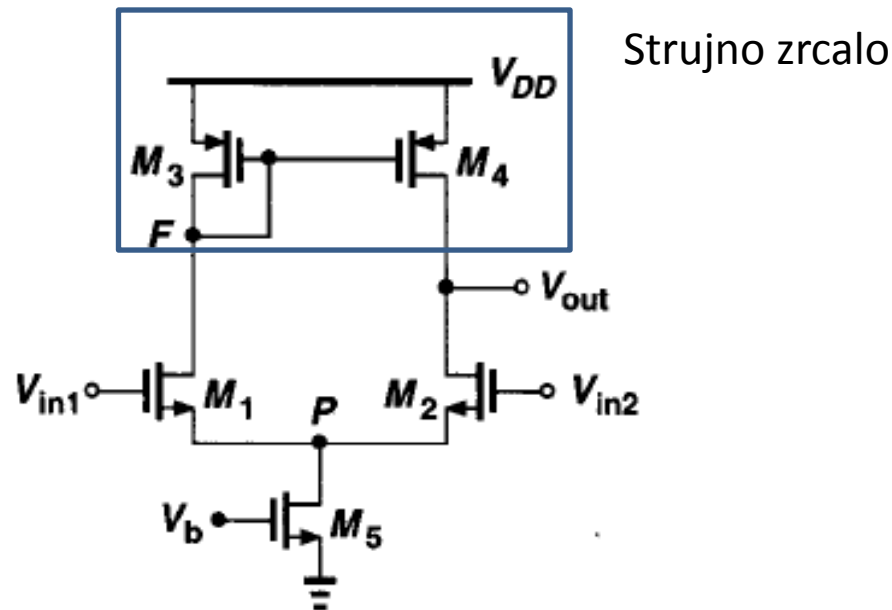 Strujno zrcalo
V_DD
M_3
M_4
F
V_out
V_in1
M_1
P
M_2
V_in2
V_b
M_5